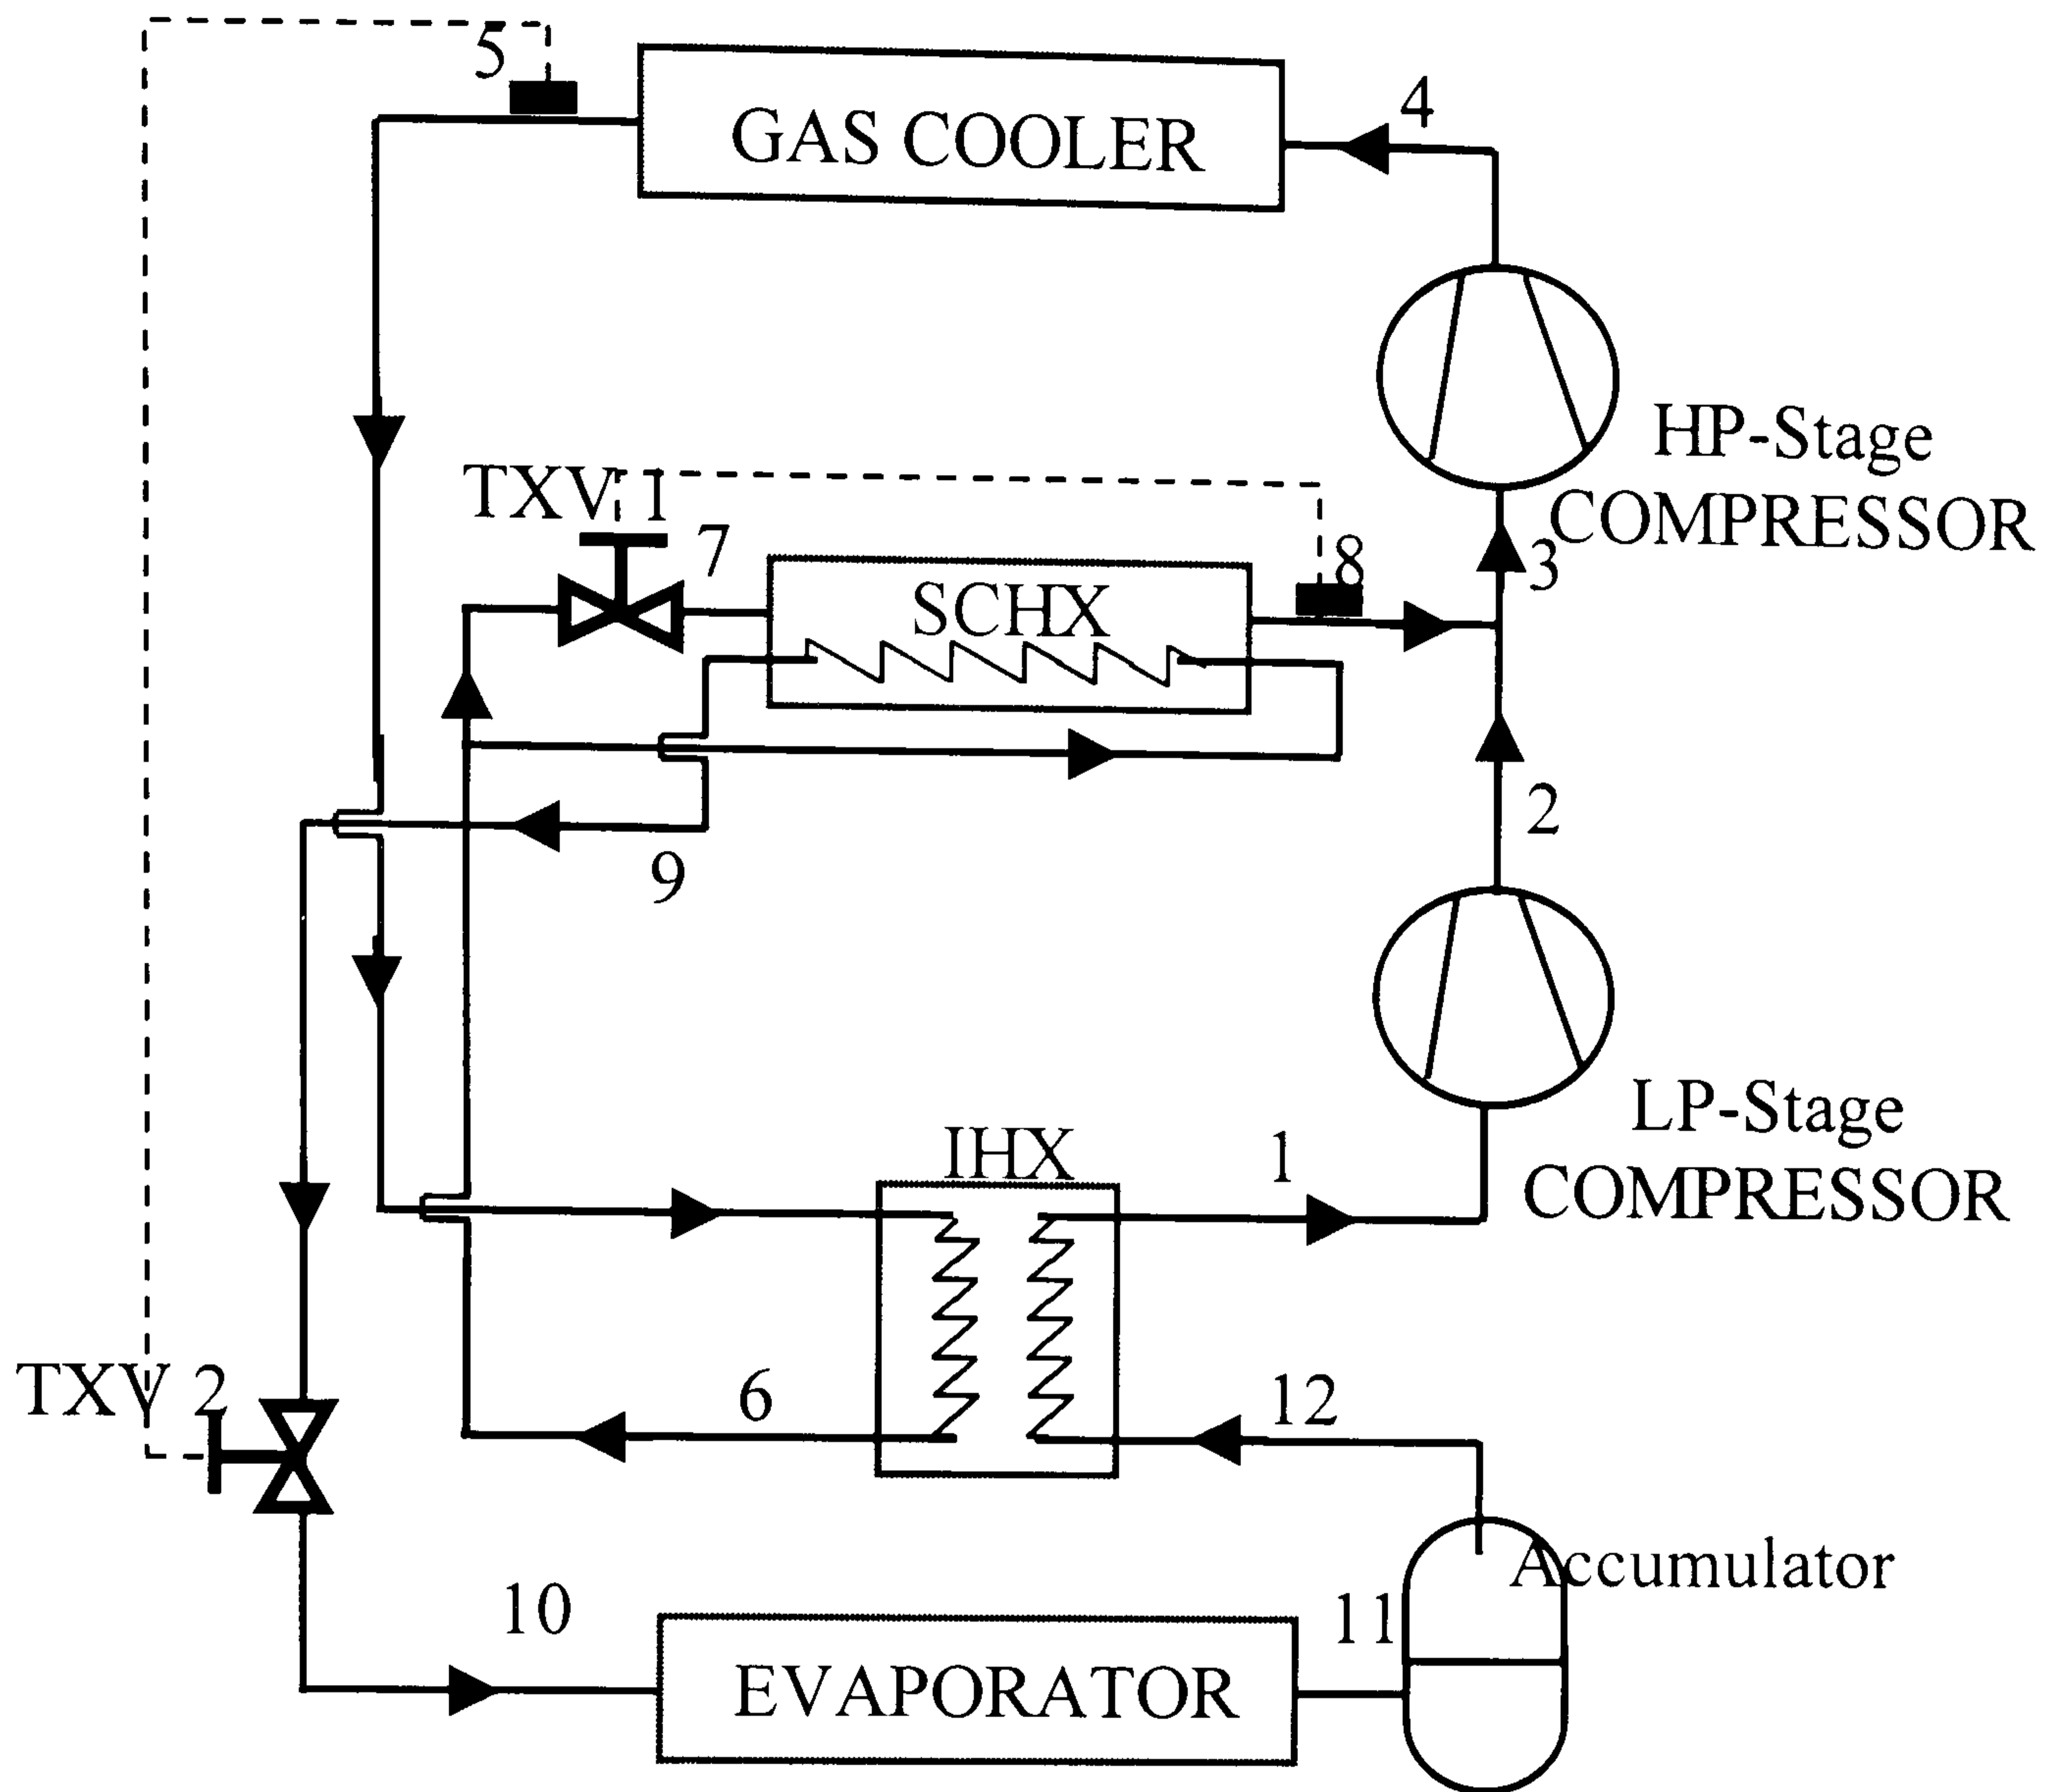 5
GAS COOLER
4
HP-Stage
COMPRESSOR
TXV 1
7
SCHX
8
3
2
9
LP-Stage
COMPRESSOR
IHX
1
TXV 2
6
12
Accumulator
10
11
EVAPORATOR